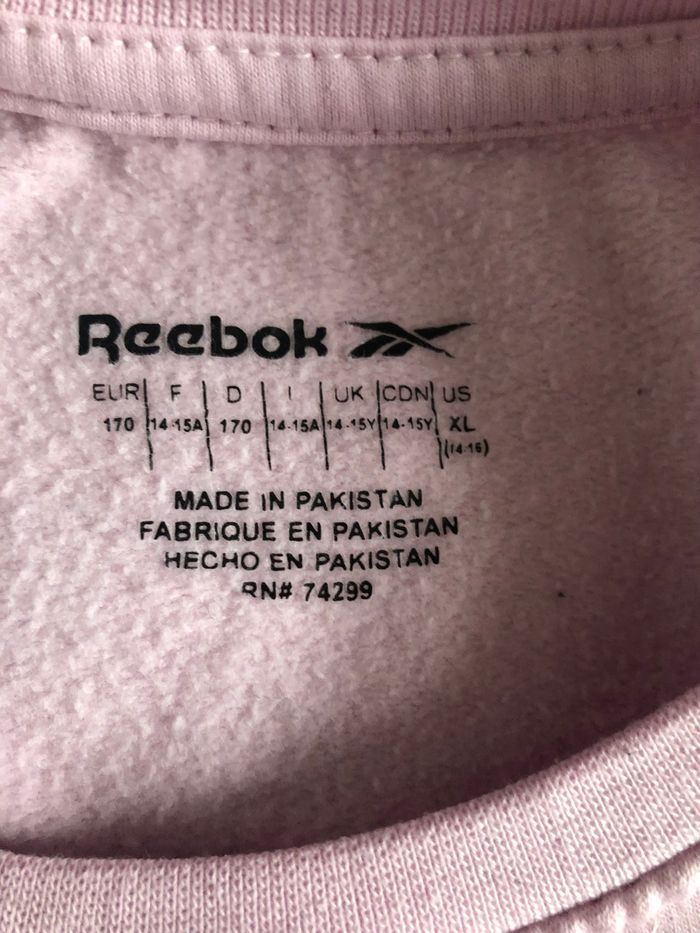 Reebok
EUR F D I UK CDN US
170 14-15A 170 14-15A 14-15Y 14-15Y XL
(14-16)
MADE IN PAKISTAN
FABRIQUE EN PAKISTAN
HECHO EN PAKISTAN
RN# 74299